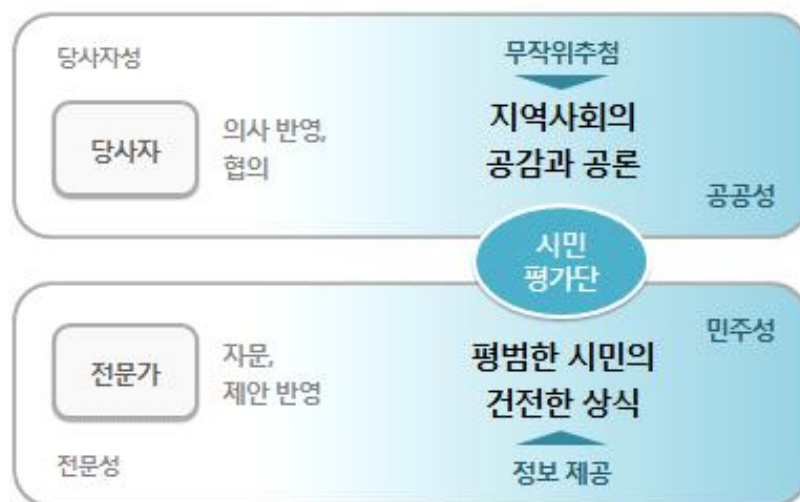 당사자성
당사자
의사 반영,
협의
무작위추첨
지역사회의
공감과 공론
공공성
시민
평가단
전문가
자문,
제안 반영
전문성
민주성
평범한 시민의
건전한 상식
정보 제공